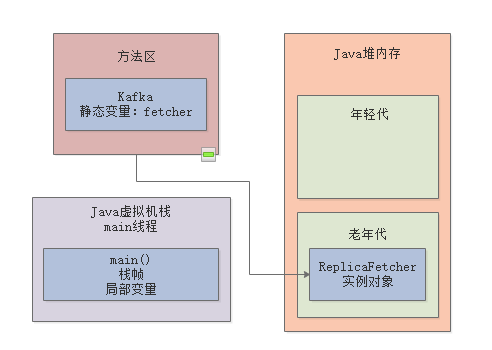 方法区
Kafka
静态变量：fetcher
Java虚拟机栈
main线程
main()
栈帧
局部变量
Java堆内存
年轻代
老年代
ReplicaFetcher
实例对象